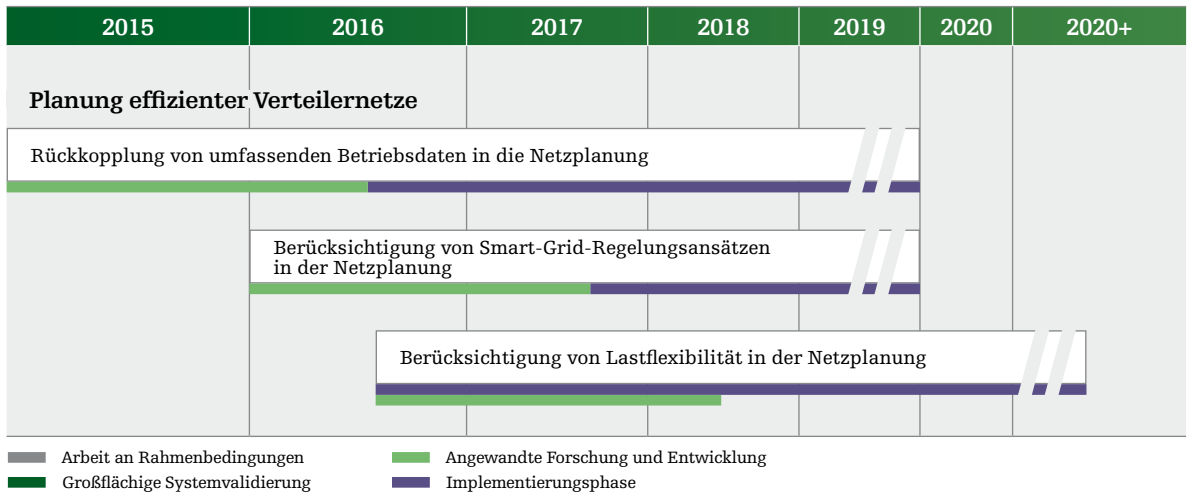 2015 2016 2017 2018 2019 2020 2020+
Planung effizienter Verteilernetze
Rückkopplung von umfassenden Betriebsdaten in die Netzplanung
Berücksichtigung von Smart-Grid-Regelungsansätzen
in der Netzplanung
Berücksichtigung von Lastflexibilität in der Netzplanung
Arbeit an Rahmenbedingungen
Großflächige Systemvalidierung
Angewandte Forschung und Entwicklung
Implementierungsphase